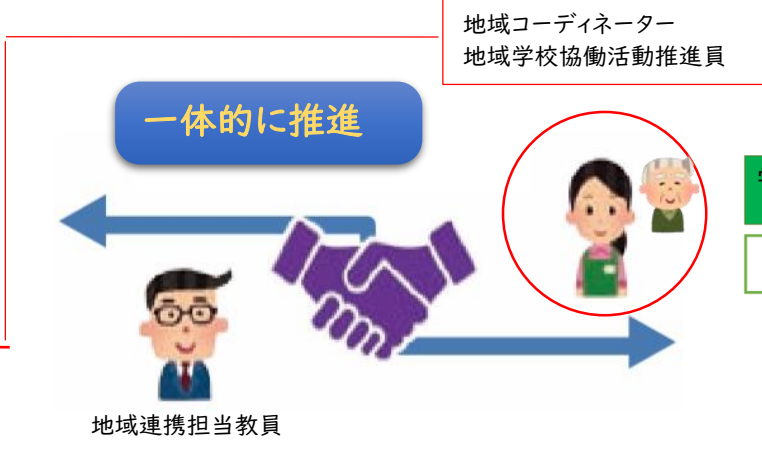 地域コーディネーター
地域学校協働活動推進員
一体的に推進
地域連携担当教員